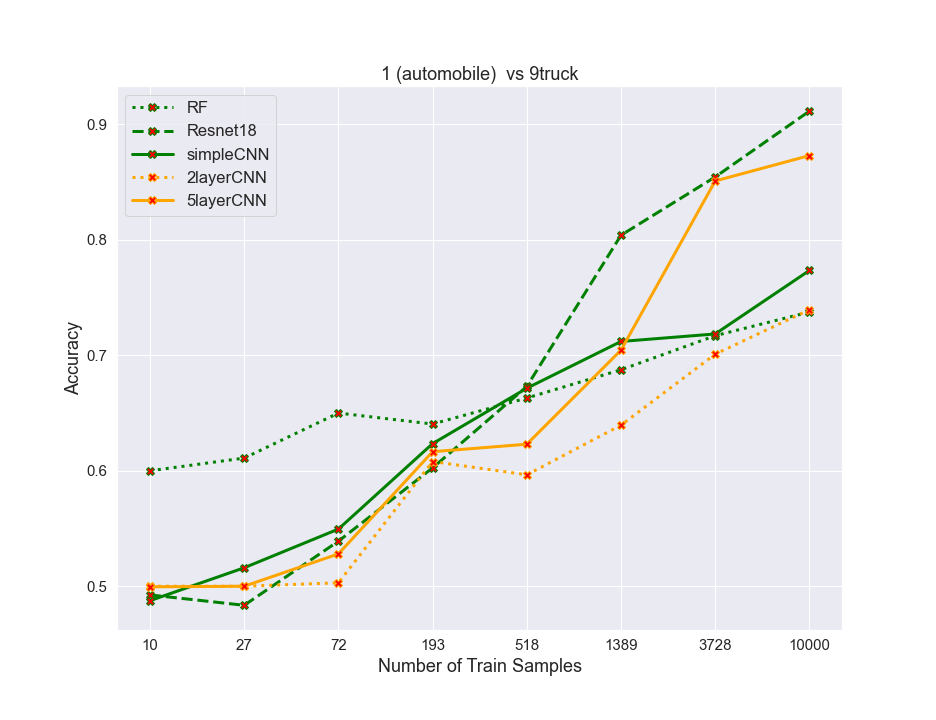 1 (automobile)  vs 9truck
RF
Resnet18
simpleCNN
2layerCNN
5layerCNN
0.9
0.8
0.7
0.6
0.5
Accuracy
10 27 72 193 518 1389 3728 10000
Number of Train Samples